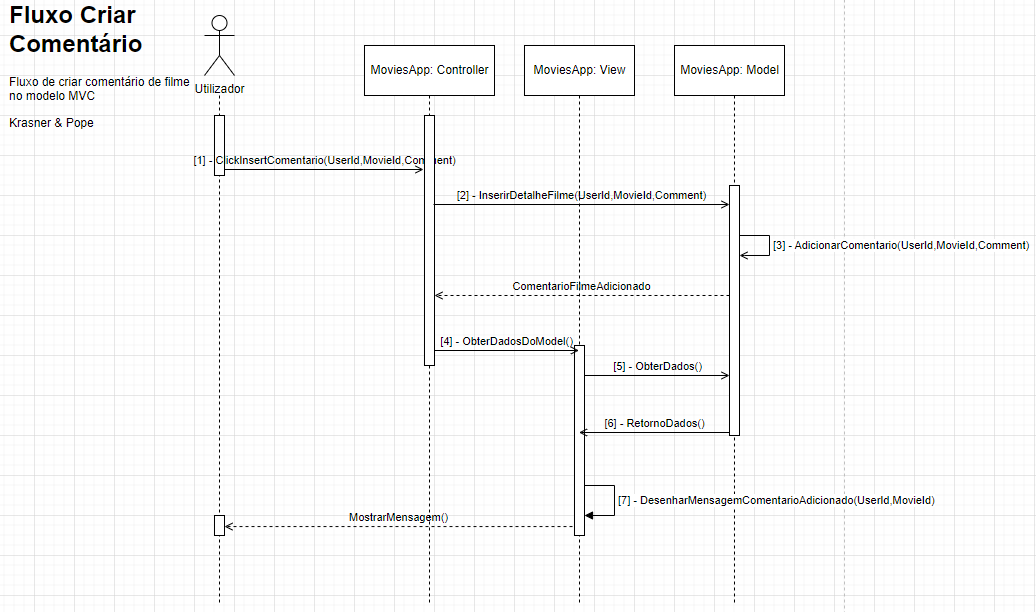 Fluxo Criar
Comentário
Fluxo de criar comentário de filme
no modelo MVC
Krasner & Pope
Utilizador
MoviesApp: Controller
MoviesApp: View
MoviesApp: Model
[1] - ClickInsertComentario(UserId,MovieId,Comment)
[2] - InserirDetalheFilme(UserId,MovieId,Comment)
[3] - AdicionarComentario(UserId,MovieId,Comment)
ComentarioFilmeAdicionado
[4] - ObterDadosDoModel()
[5] - ObterDados()
[6] - RetornoDados()
[7] - DesenharMensagemComentarioAdicionado(UserId,MovieId)
MostrarMensagem()